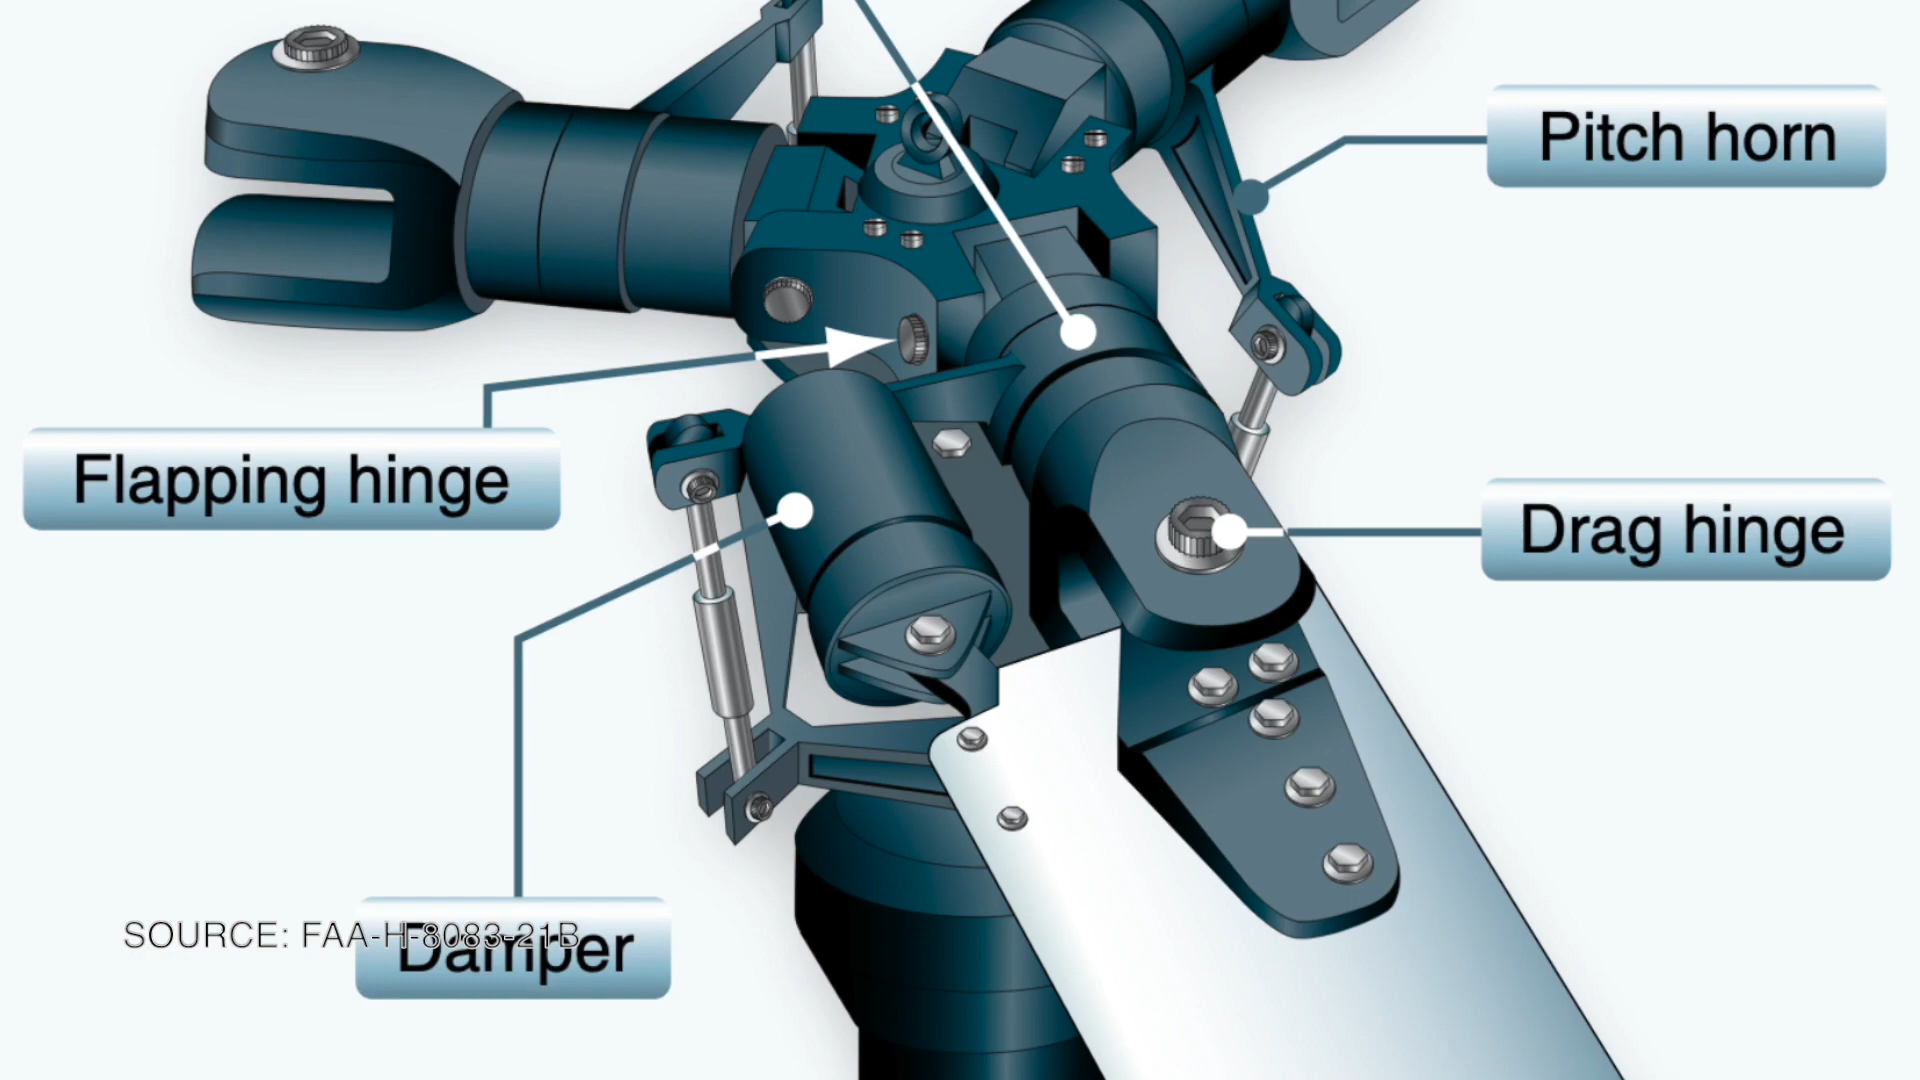 Pitch horn
Flapping hinge
Drag hinge
SOURCE: FAA-H-8083-21B
Damper